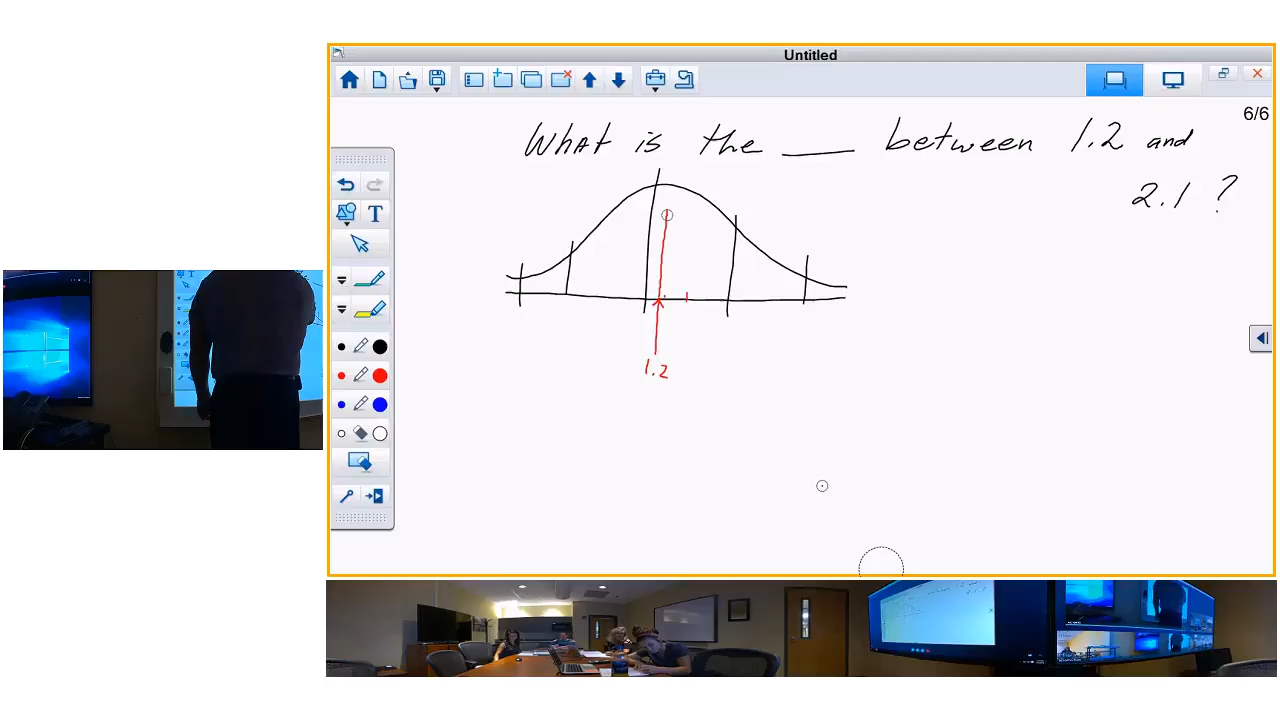 Untitled
6/6
What is the ___ between 1.2 and
2.1 ?
T
1.2